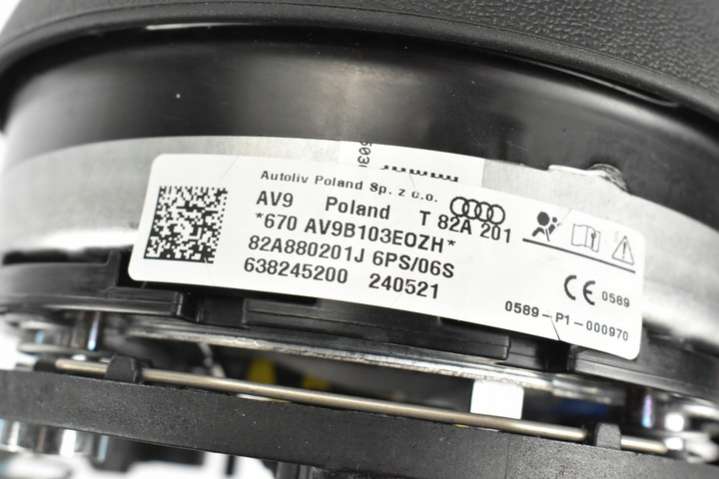 Autoliv Poland Sp. z o.o.
AV9 Poland T 82A 201
*670 AV9B103EOZH*
82A880201J 6PS/06S
638245200 240521
CE 0589
0589-P1-000970